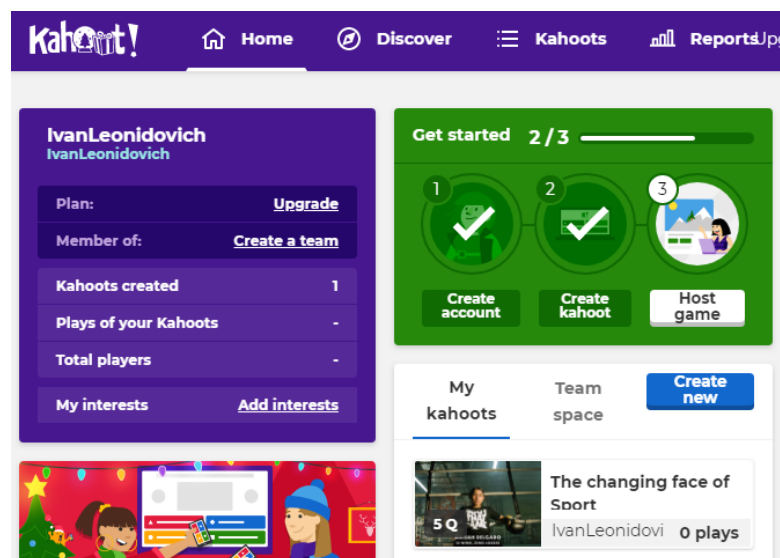 Kahoot!
Home
Discover
Kahoots
Reports
Upg
IvanLeonidovich
IvanLeonidovich
Plan: Upgrade
Member of: Create a team
Kahoots created 1
Plays of your Kahoots -
Total players -
My interests Add interests
Get started 2/3
1
2
3
Create account
Create kahoot
Host game
My kahoots
Team space
Create new
5 Q
The changing face of
Sport
IvanLeonidovi 0 plays